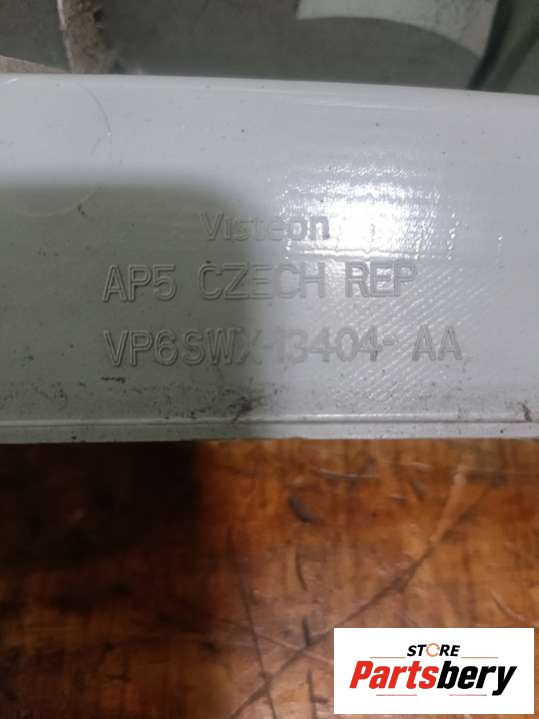 Visteon
AP5 CZECH REP
VP6SWX-13404- AA
STORE
Partsbery